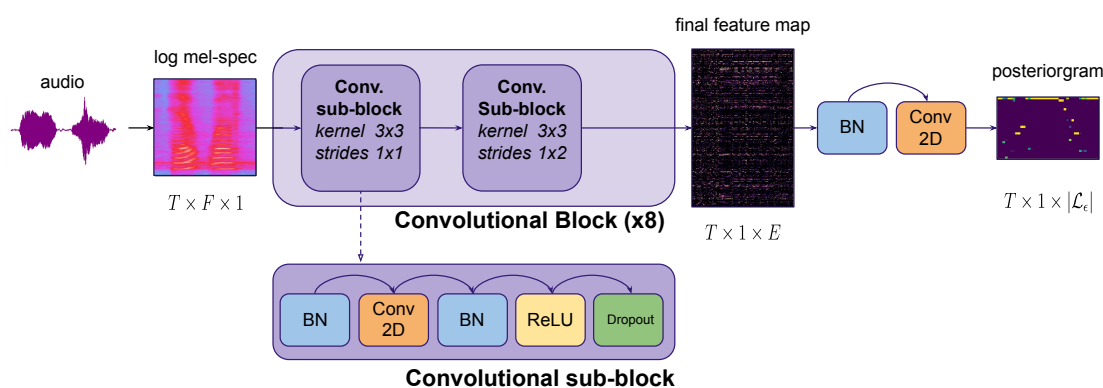 audio
log mel-spec
T × F × 1
Conv.
sub-block
kernel 3x3
strides 1x1
Conv.
Sub-block
kernel 3x3
strides 1x2
Convolutional Block (x8)
final feature map
T × 1 × E
BN
Conv
2D
posteriorgram
T × 1 × |ℒ_ϵ|
BN
Conv
2D
BN
ReLU
Dropout
Convolutional sub-block